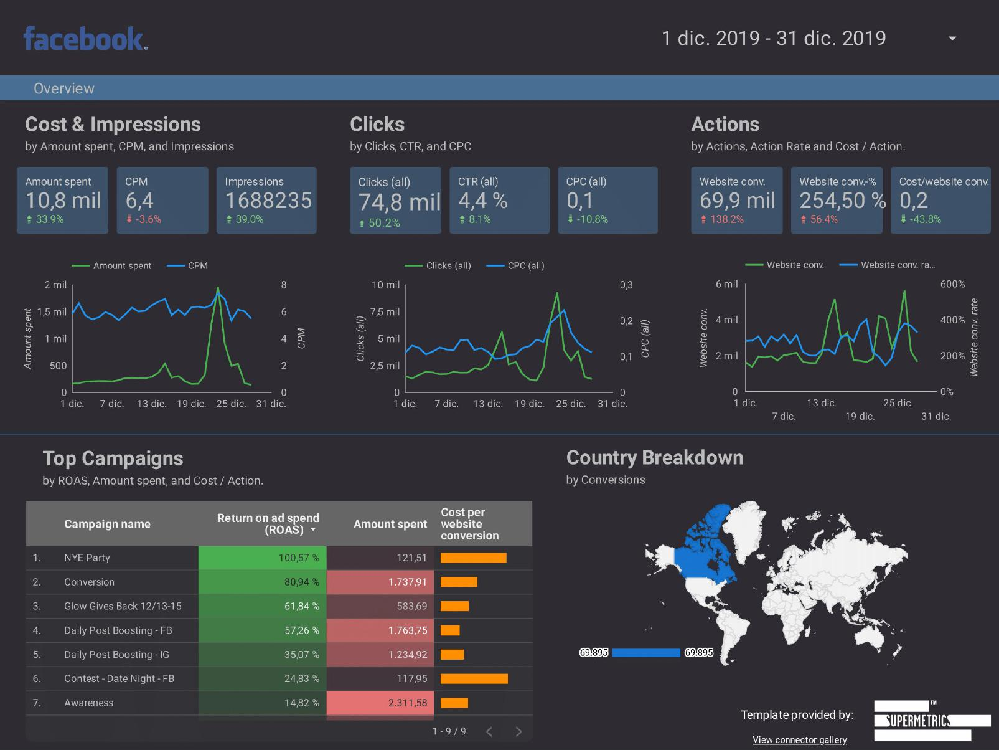 facebook.
1 dic. 2019 - 31 dic. 2019
Overview
Cost & Impressions
by Amount spent, CPM, and Impressions
Amount spent
10,8 mil
33.9%
CPM
6,4
-3.6%
Impressions
1688235
39.0%
Clicks
by Clicks, CTR, and CPC
Clicks (all)
74,8 mil
50.2%
CTR (all)
4,4 %
8.1%
CPC (all)
0,1
-10.8%
Actions
by Actions, Action Rate and Cost / Action.
Website conv.
69,9 mil
138.2%
Website conv.-%
254,50 %
56.4%
Cost/website conv.
0,2
-43.8%
Amount spent CPM
2 mil
1,5 mil
1 mil
500
0
Amount spent
8
6
4
2
0
CPM
1 dic. 7 dic. 13 dic. 19 dic. 25 dic. 31 dic.
Clicks (all) CPC (all)
10 mil
7,5 mil
5 mil
2,5 mil
0
Clicks (all)
0,3
0,2
0,1
0
CPC (all)
1 dic. 7 dic. 13 dic. 19 dic. 25 dic. 31 dic.
Website conv. Website conv. ra...
6 mil
4 mil
2 mil
0
Website conv.
600%
400%
200%
0%
Website conv. rate
1 dic. 13 dic. 25 dic.
7 dic. 19 dic. 31 dic.
Top Campaigns
by ROAS, Amount spent, and Cost / Action.
Campaign name
Return on ad spend
(ROAS)
Amount spent
Cost per
website
conversion
1. NYE Party 100,57 % 121,51
2. Conversion 80,94 % 1.737,91
3. Glow Gives Back 12/13-15 61,84 % 583,69
4. Daily Post Boosting - FB 57,26 % 1.763,75
5. Daily Post Boosting - IG 35,07 % 1.234,92
6. Contest - Date Night - FB 24,83 % 117,95
7. Awareness 14,82 % 2.311,58
1 - 9 / 9
Country Breakdown
by Conversions
69.895 69.895
Template provided by:
SUPERMETRICS
TM
View connector gallery